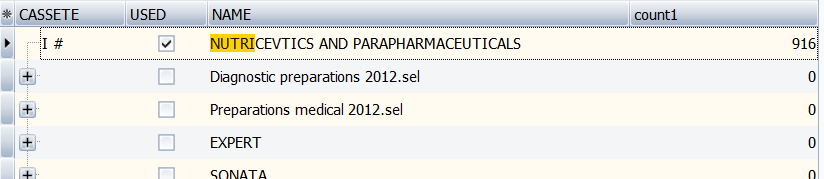 CASSETE USED NAME count1
I # NUTRICEVTICS AND PARAPHARMACEUTICALS 916
Diagnostic preparations 2012.sel 0
Preparations medical 2012.sel 0
EXPERT 0
SONATA 0